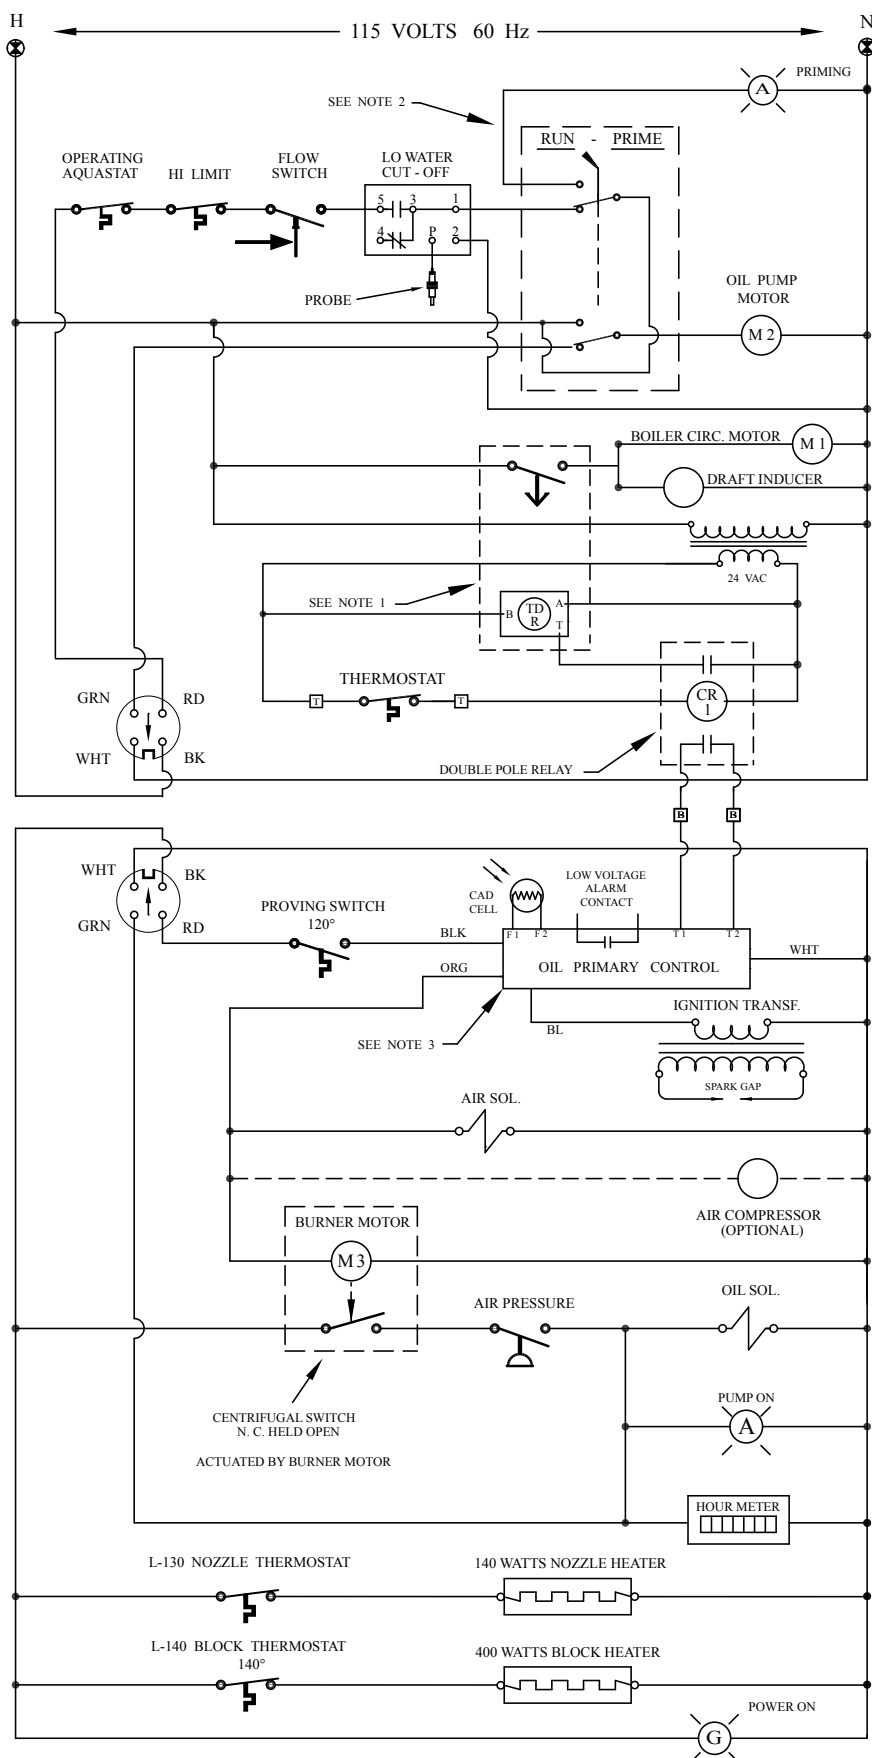 H
115 VOLTS 60 Hz
N
PRIMING
A
SEE NOTE 2
RUN - PRIME
OPERATING
AQUASTAT
HI LIMIT
FLOW
SWITCH
LO WATER
CUT - OFF
5 3 1
4 P 2
PROBE
OIL PUMP
MOTOR
M 2
BOILER CIRC. MOTOR
M 1
DRAFT INDUCER
24 VAC
SEE NOTE 1
B
TD
R
A
T
THERMOSTAT
T
T
CR
1
GRN RD
WHT BK
DOUBLE POLE RELAY
B B
WHT BK
GRN RD
PROVING SWITCH
120°
CAD
CELL
LOW VOLTAGE
ALARM
CONTACT
BLK
F 1 F 2 T 1 T 2
WHT
ORG
OIL PRIMARY CONTROL
SEE NOTE 3
BL
IGNITION TRANSF.
SPARK GAP
AIR SOL.
AIR COMPRESSOR
(OPTIONAL)
BURNER MOTOR
M 3
AIR PRESSURE
OIL SOL.
CENTRIFUGAL SWITCH
N. C. HELD OPEN
ACTUATED BY BURNER MOTOR
PUMP ON
A
HOUR METER
L-130 NOZZLE THERMOSTAT
140 WATTS NOZZLE HEATER
L-140 BLOCK THERMOSTAT
140°
400 WATTS BLOCK HEATER
POWER ON
G